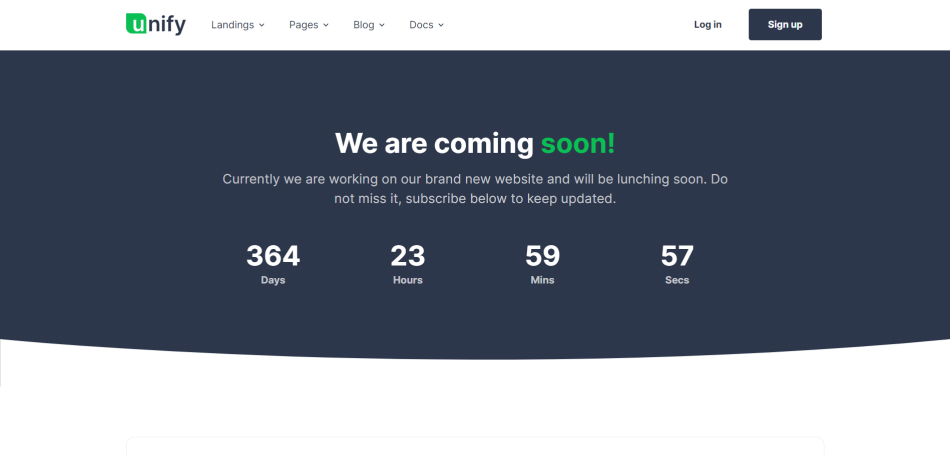 unify Landings Pages Blog Docs Log in Sign up
We are coming soon!
Currently we are working on our brand new website and will be lunching soon. Do
not miss it, subscribe below to keep updated.
364 23 59 57
Days Hours Mins Secs